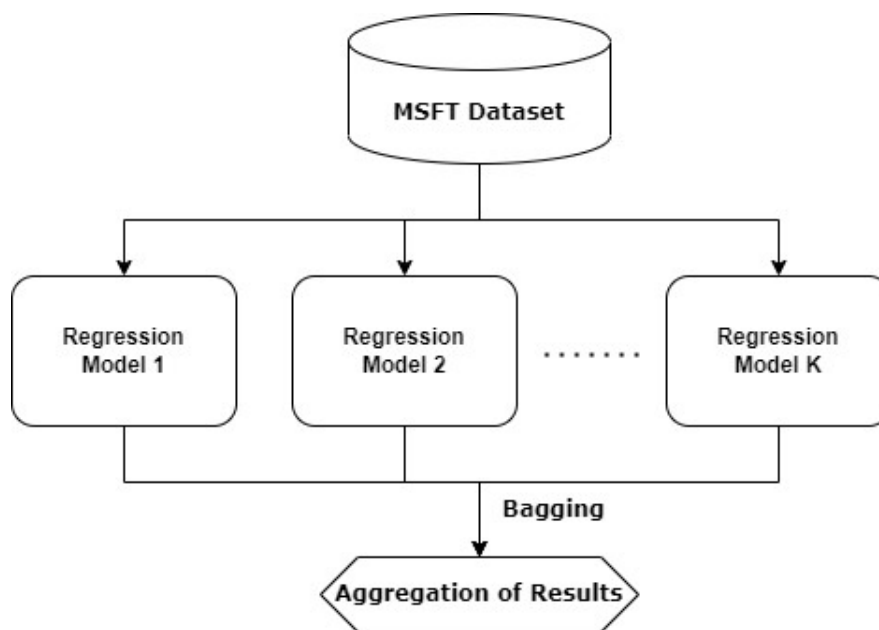 MSFT Dataset
Regression
Model 1
Regression
Model 2
.......
Regression
Model K
Bagging
Aggregation of Results